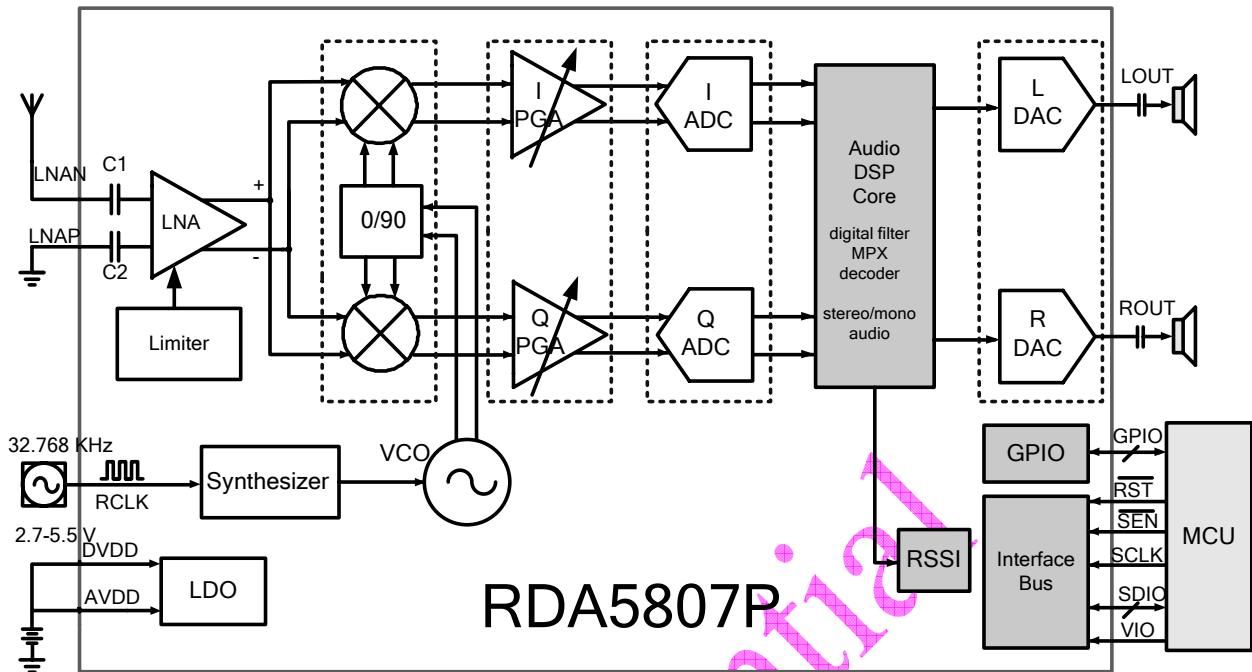 LNAN
C1
LNAP
C2
LNA
+
-
Limiter
0/90
I
PGA
I
ADC
Q
PGA
Q
ADC
Audio
DSP
Core
digital filter
MPX
decoder
stereo/mono
audio
L
DAC
LOUT
R
DAC
ROUT
32.768 KHz
RCLK
Synthesizer
VCO
2.7-5.5 V
DVDD
AVDD
LDO
RDA5807P
RSSI
GPIO
GPIO
Interface
Bus
RST
SEN
SCLK
SDIO
VIO
MCU
ntial